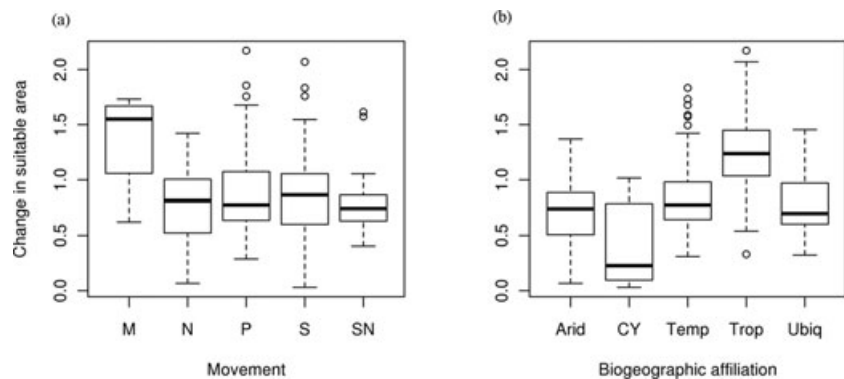 (a)
Change in suitable area
2.0
1.5
1.0
0.5
0.0
M N P S SN
Movement
(b)
2.0
1.5
1.0
0.5
0.0
Arid CY Temp Trop Ubiq
Biogeographic affiliation